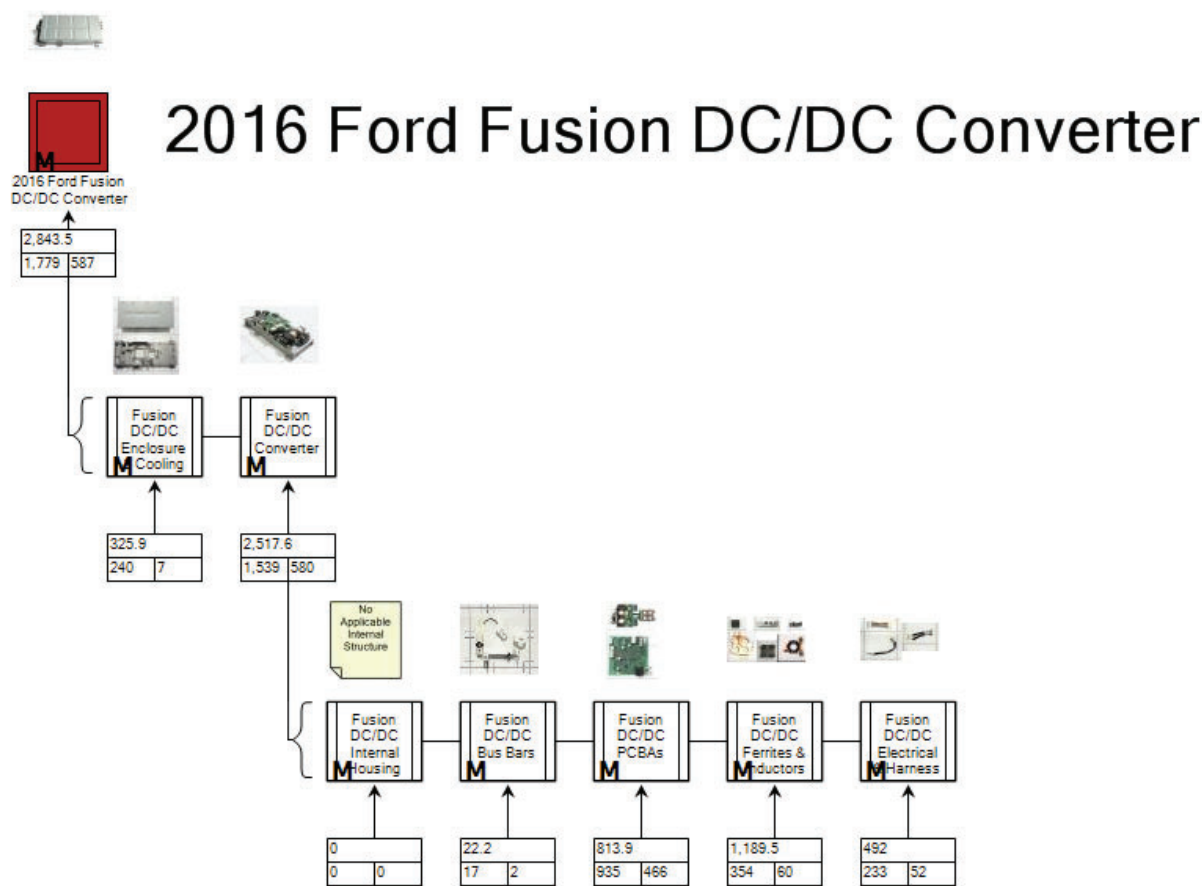 2016 Ford Fusion DC/DC Converter
M
2016 Ford Fusion
DC/DC Converter
2,843.5
1,779 587
Fusion
DC/DC
Enclosure
Cooling
M
Fusion
DC/DC
Converter
M
325.9
240 7
2,517.6
1,539 580
No
Applicable
Internal
Structure
Fusion
DC/DC
Internal
Housing
M
Fusion
DC/DC
Bus Bars
M
Fusion
DC/DC
PCBAs
M
Fusion
DC/DC
Ferrites &
Inductors
M
Fusion
DC/DC
Electrical
Harness
M
0
0 0
22.2
17 2
813.9
935 466
1,189.5
354 60
492
233 52